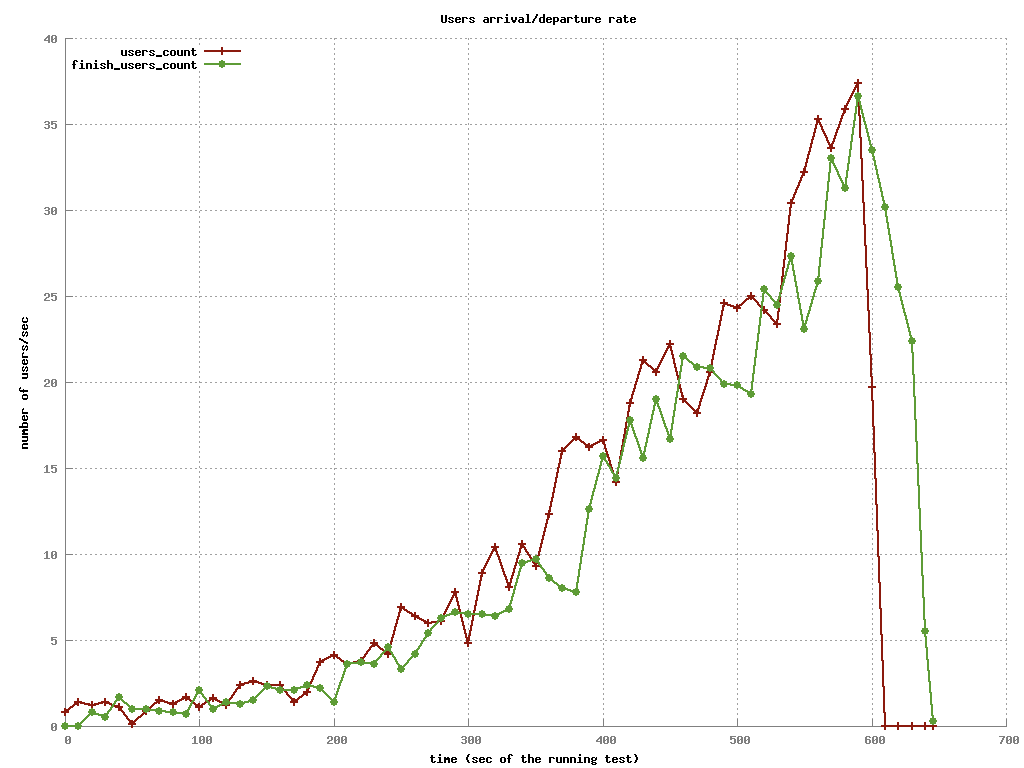 Users arrival/departure rate
users_count
finish_users_count
40
35
30
25
20
15
10
5
0
number of users/sec
0 100 200 300 400 500 600 700
time (sec of the running test)